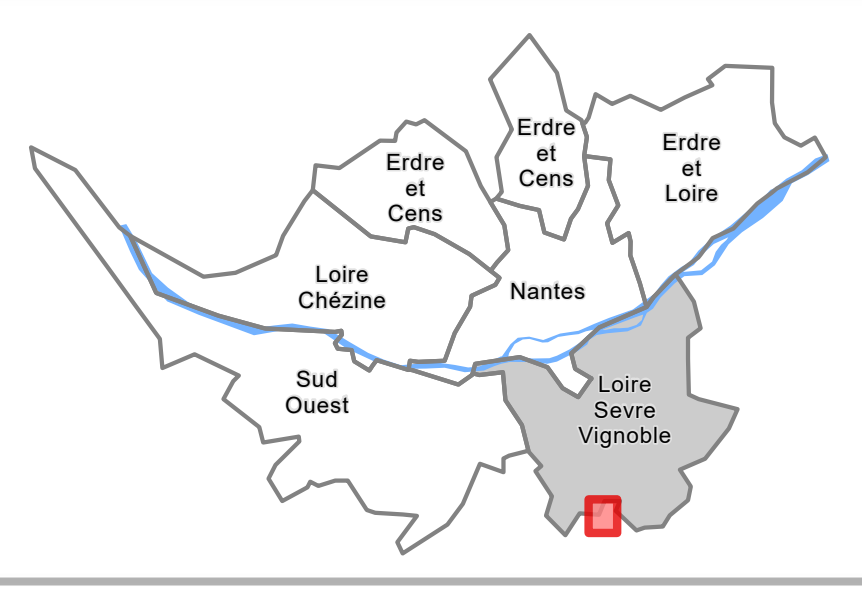 Erdre
et
Cens
Erdre
et
Loire
Erdre
et
Cens
Loire
Chézine
Nantes
Sud
Ouest
Loire
Sevre
Vignoble